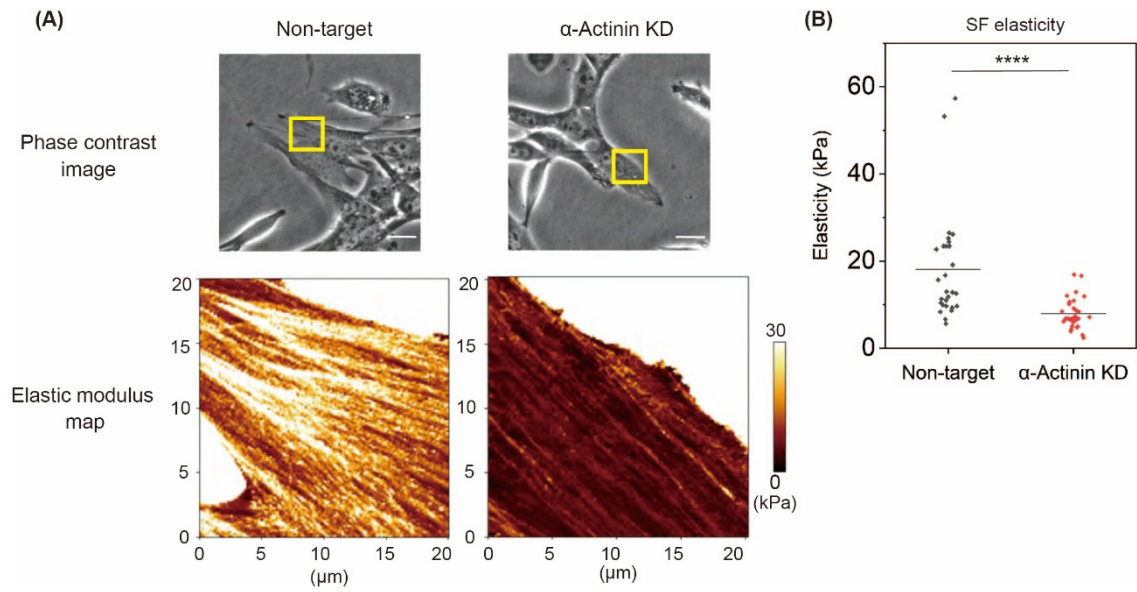 (A)
Non-target
α-Actinin KD
Phase contrast
image
Elastic modulus
map
20
15
10
5
0
0
5
10
15
20
(μm)
20
15
10
5
0
0
5
10
15
20
(μm)
30
0
(kPa)
(B)
SF elasticity
****
Elasticity (kPa)
60
40
20
0
Non-target
α-Actinin KD